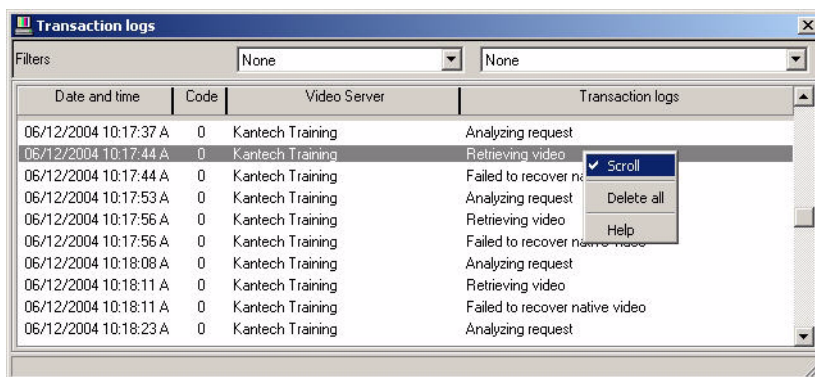 Transaction logs
Filters None None
Date and time Code Video Server Transaction logs
06/12/2004 10:17:37 A 0 Kantech Training Analyzing request
06/12/2004 10:17:44 A 0 Kantech Training Retrieving video
Scroll
06/12/2004 10:17:44 A 0 Kantech Training Failed to recover
06/12/2004 10:17:53 A 0 Kantech Training Analyzing request
Delete all
06/12/2004 10:17:56 A 0 Kantech Training Retrieving video
Help
06/12/2004 10:17:56 A 0 Kantech Training Failed to recover native video
06/12/2004 10:18:08 A 0 Kantech Training Analyzing request
06/12/2004 10:18:11 A 0 Kantech Training Retrieving video
06/12/2004 10:18:11 A 0 Kantech Training Failed to recover native video
06/12/2004 10:18:23 A 0 Kantech Training Analyzing request